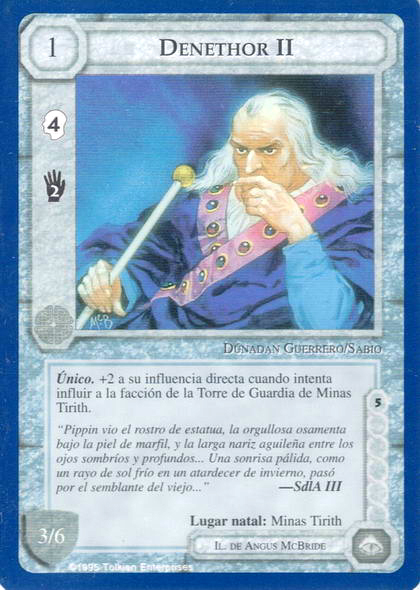 1
DENETHOR II
4
2
McB
DÚNADAN GUERRERO/SABIO
Único. +2 a su influencia directa cuando intenta
influir a la facción de la Torre de Guardia de Minas
Tirith.
5
“Pippin vio el rostro de estatua, la orgullosa osamenta
bajo la piel de marfil, y la larga nariz aguileña entre los
ojos sombríos y profundos... Una sonrisa pálida, como
un rayo de sol frío en un atardecer de invierno, pasó
por el semblante del viejo...” —SdlA III
Lugar natal: Minas Tirith
3/6
IL. DE ANGUS MCBRIDE
©1995 Tolkien Enterprises